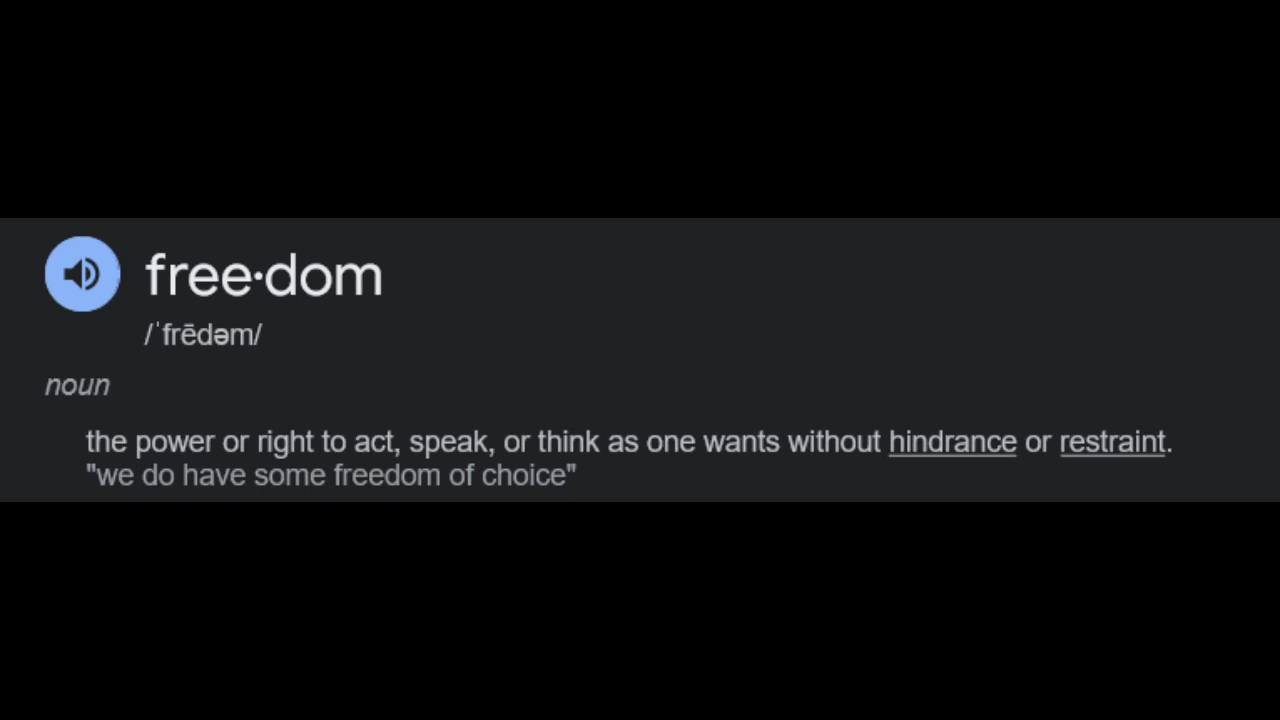 free·dom
/ˈfrēdəm/
noun
the power or right to act, speak, or think as one wants without hindrance or restraint.
"we do have some freedom of choice"